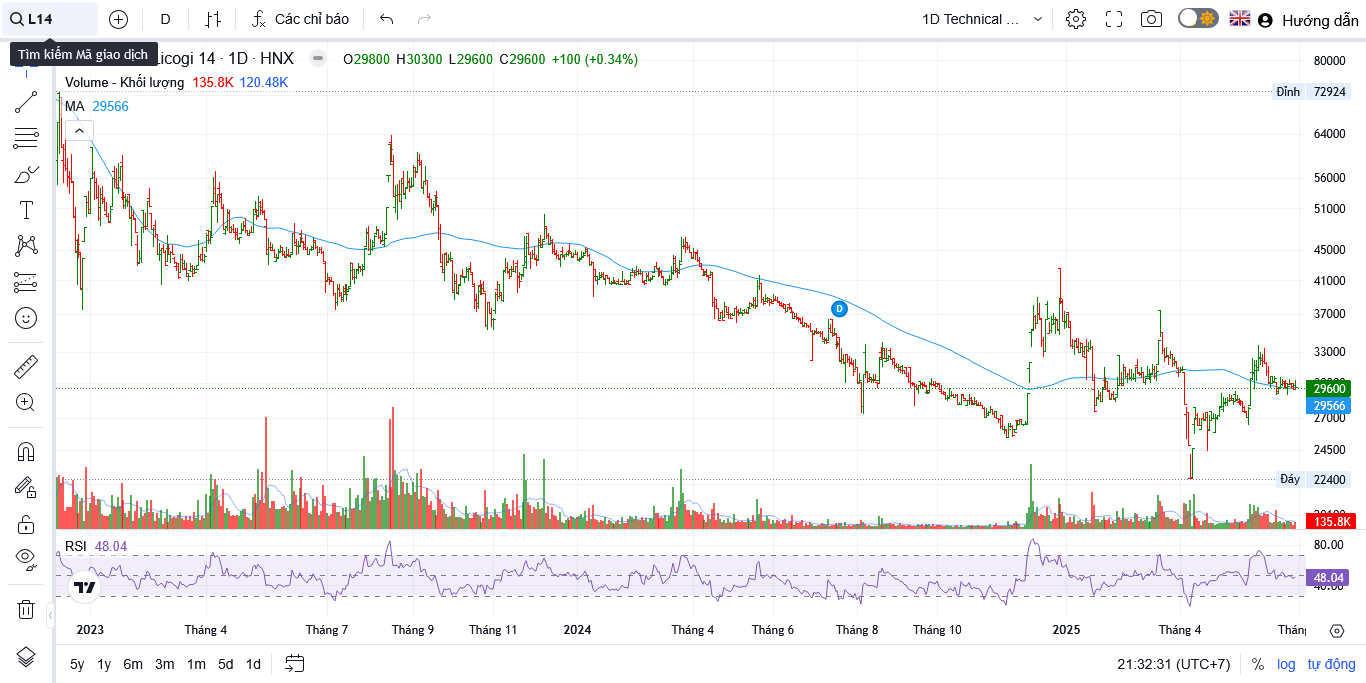 L14
D
Các chỉ báo
1D Technical ...
Hướng dẫn
Tìm kiếm Mã giao dịch
Licogi 14 · 1D · HNX
O29800 H30300 L29600 C29600 +100 (+0.34%)
Volume - Khối lượng 135.8K 120.48K
MA 29566
80000
Đỉnh 72924
64000
56000
51000
45000
41000
D
37000
33000
29600
29566
27000
24500
Đáy 22400
135.8K
RSI 48.04
80.00
48.04
2023 Tháng 4 Tháng 7 Tháng 9 Tháng 11 2024 Tháng 4 Tháng 6 Tháng 8 Tháng 10 2025 Tháng 4
5y 1y 6m 3m 1m 5d 1d
21:32:31 (UTC+7) % log tự động